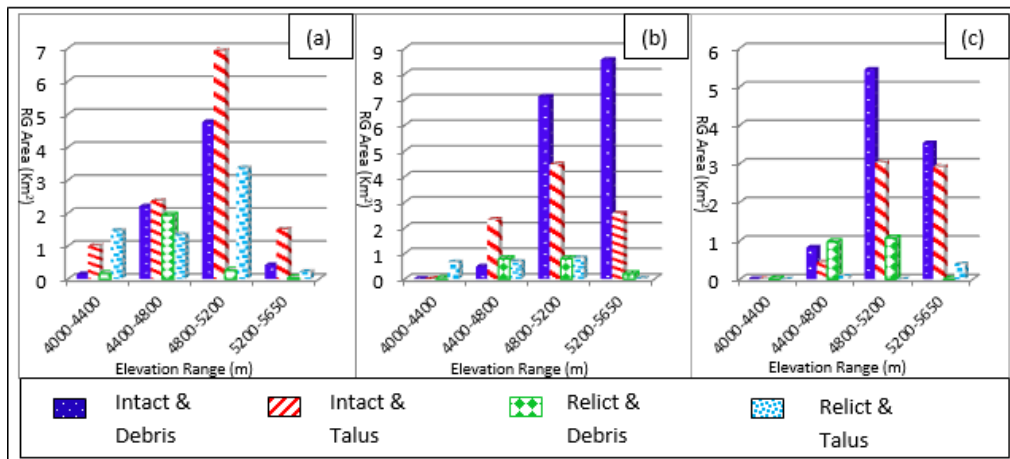 (a)
7
6
5
4
3
2
1
0
RG Area (Km²)
4000-4400
4400-4800
4800-5200
5200-5650
Elevation Range (m)
(b)
9
8
7
6
5
4
3
2
1
0
RG Area (Km²)
4000-4400
4400-4800
4800-5200
5200-5650
Elevation Range (m)
(c)
6
5
4
3
2
1
0
RG Area (Km²)
4000-4400
4400-4800
4800-5200
5200-5650
Elevation Range (m)
Intact &
Debris
Intact &
Talus
Relict &
Debris
Relict &
Talus